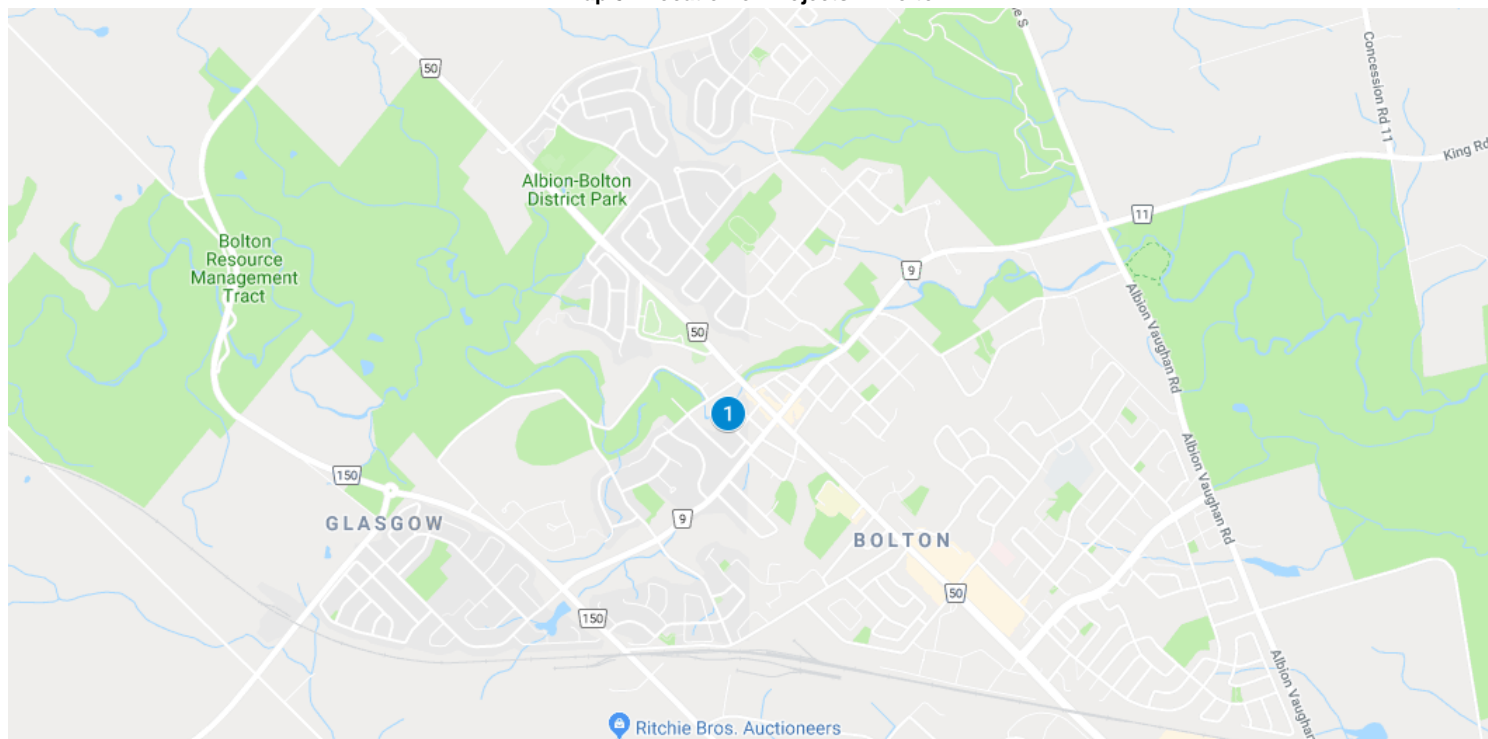 50
Concession Rd 11
King Rd
Albion-Bolton
District Park
11
Bolton
Resource
Management
Tract
9
Albion Vaughan Rd
50
1
Albion Vaughan Rd
150
GLASGOW
9
BOLTON
50
150
Albion Vaughan
Ritchie Bros. Auctioneers